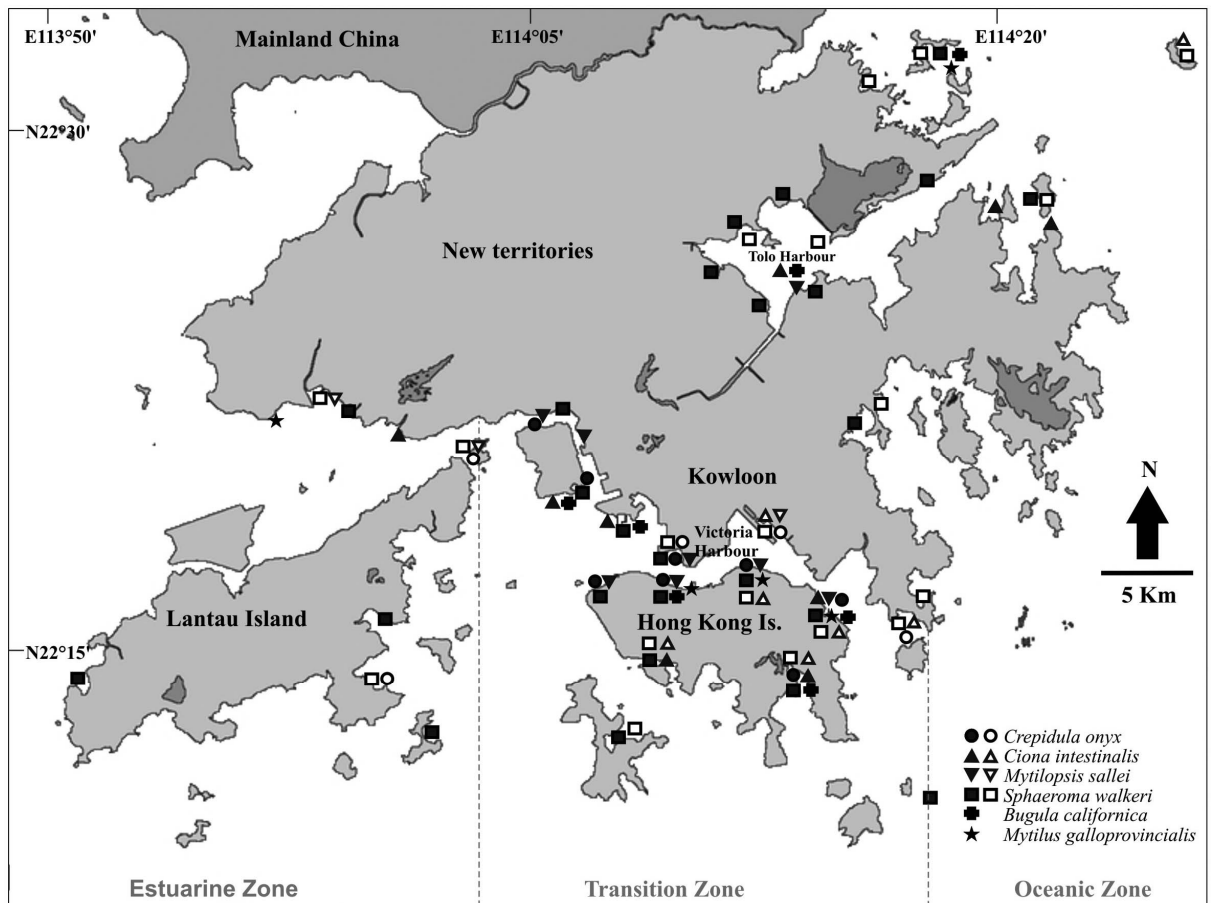 E113°50'
E114°05'
E114°20'
Mainland China
N22°30'
New territories
Tolo Harbour
Kowloon
N
Victoria
Harbour
5 Km
Lantau Island
Hong Kong Is.
N22°15'
Crepidula onyx
Ciona intestinalis
Mytilopsis sallei
Sphaeroma walkeri
Bugula californica
Mytilus galloprovincialis
Estuarine Zone
Transition Zone
Oceanic Zone